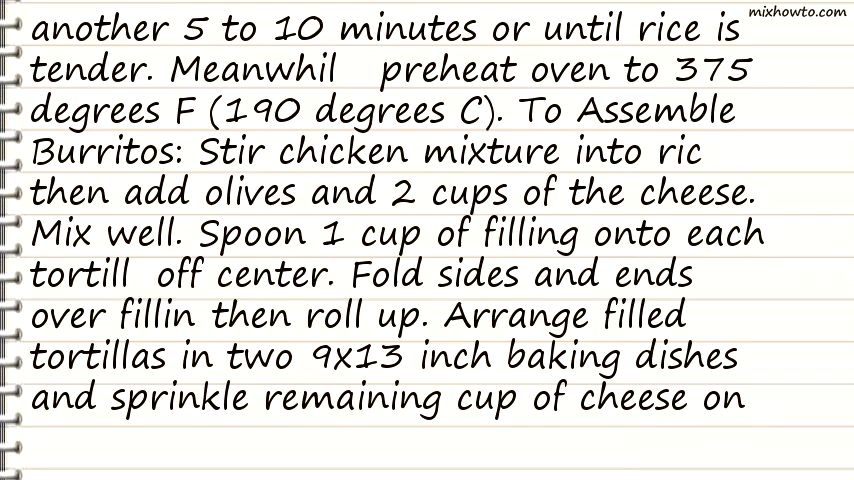 mixhowto.com
another 5 to 10 minutes or until rice is
tender. Meanwhil preheat oven to 375
degrees F (190 degrees C). To Assemble
Burritos: Stir chicken mixture into ric
then add olives and 2 cups of the cheese.
Mix well. Spoon 1 cup of filling onto each
tortill off center. Fold sides and ends
over fillin then roll up. Arrange filled
tortillas in two 9x13 inch baking dishes
and sprinkle remaining cup of cheese on